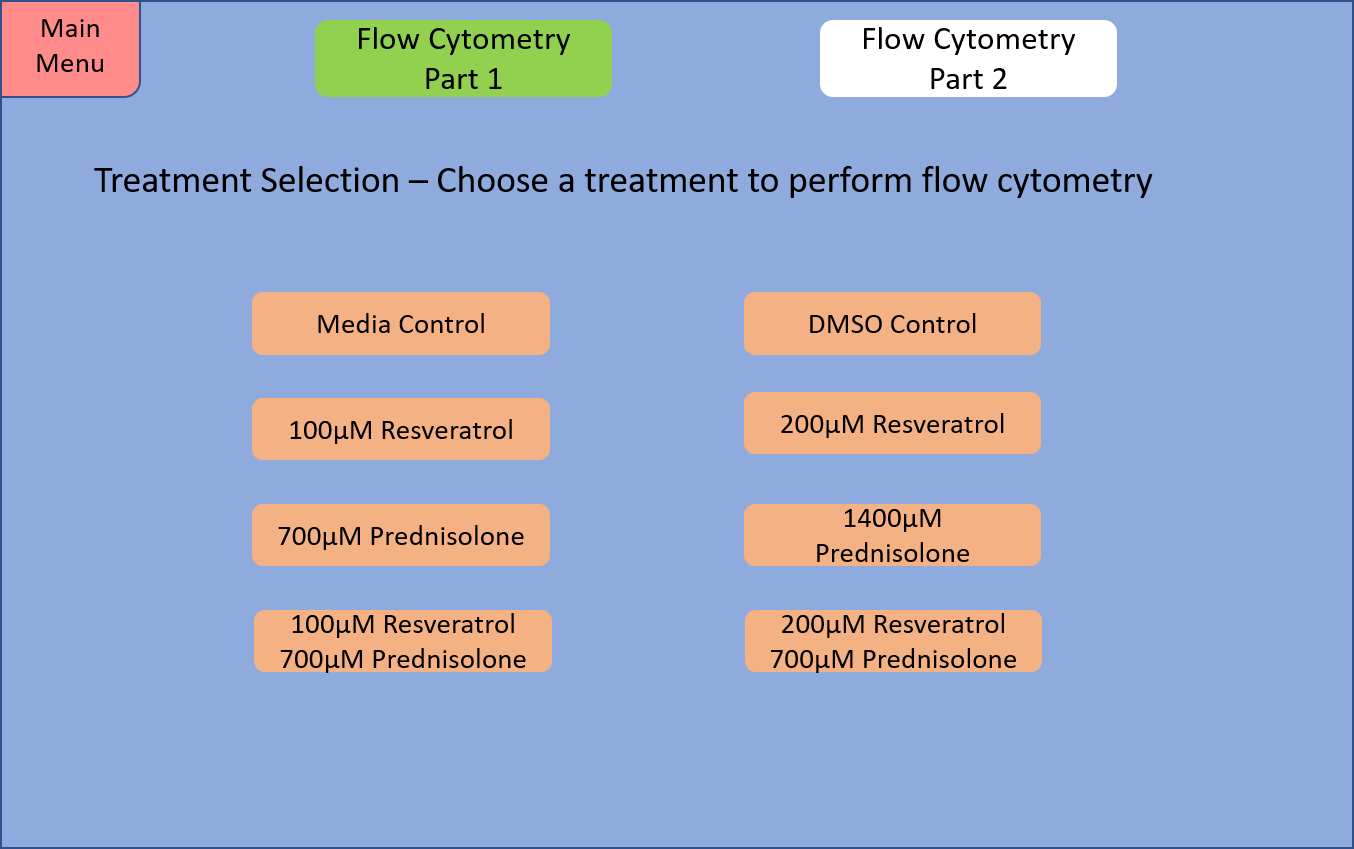 Main
Menu
Flow Cytometry
Part 1
Flow Cytometry
Part 2
Treatment Selection – Choose a treatment to perform flow cytometry
Media Control
DMSO Control
100µM Resveratrol
200µM Resveratrol
700µM Prednisolone
1400µM
Prednisolone
100µM Resveratrol
700µM Prednisolone
200µM Resveratrol
700µM Prednisolone